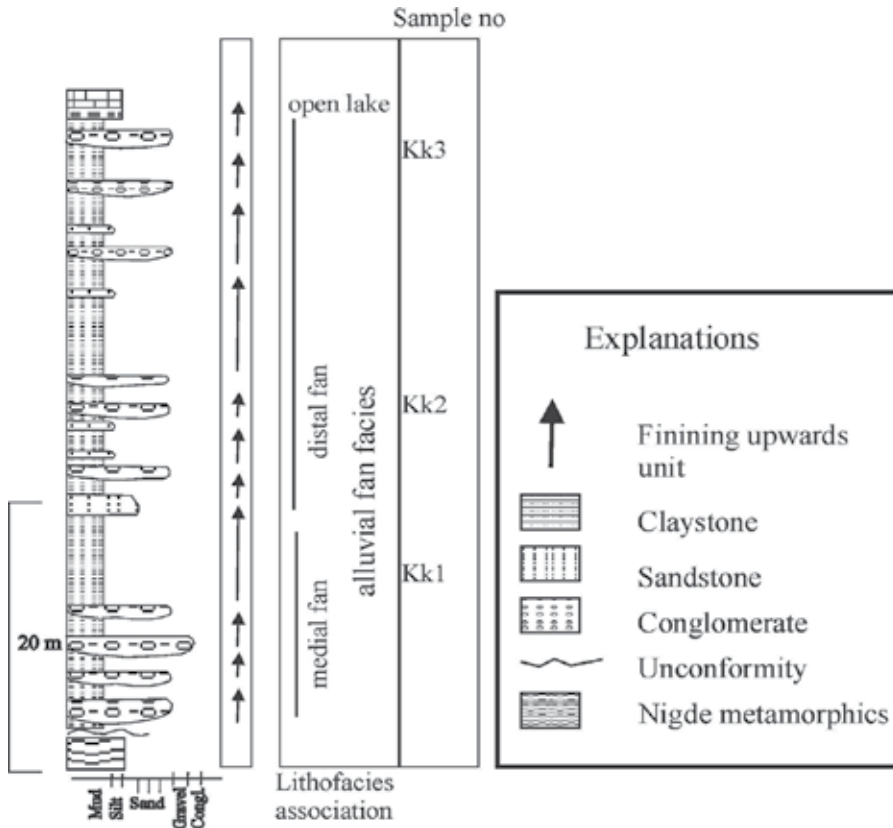 Sample no
open lake
Kk3
distal fan
alluvial fan facies
Kk2
Kk1
medial fan
20 m
Mud
Silt
Sand
Gravel
Congl.
Lithofacies
association
Explanations
Finining upwards
unit
Claystone
Sandstone
Conglomerate
Unconformity
Nigde metamorphics